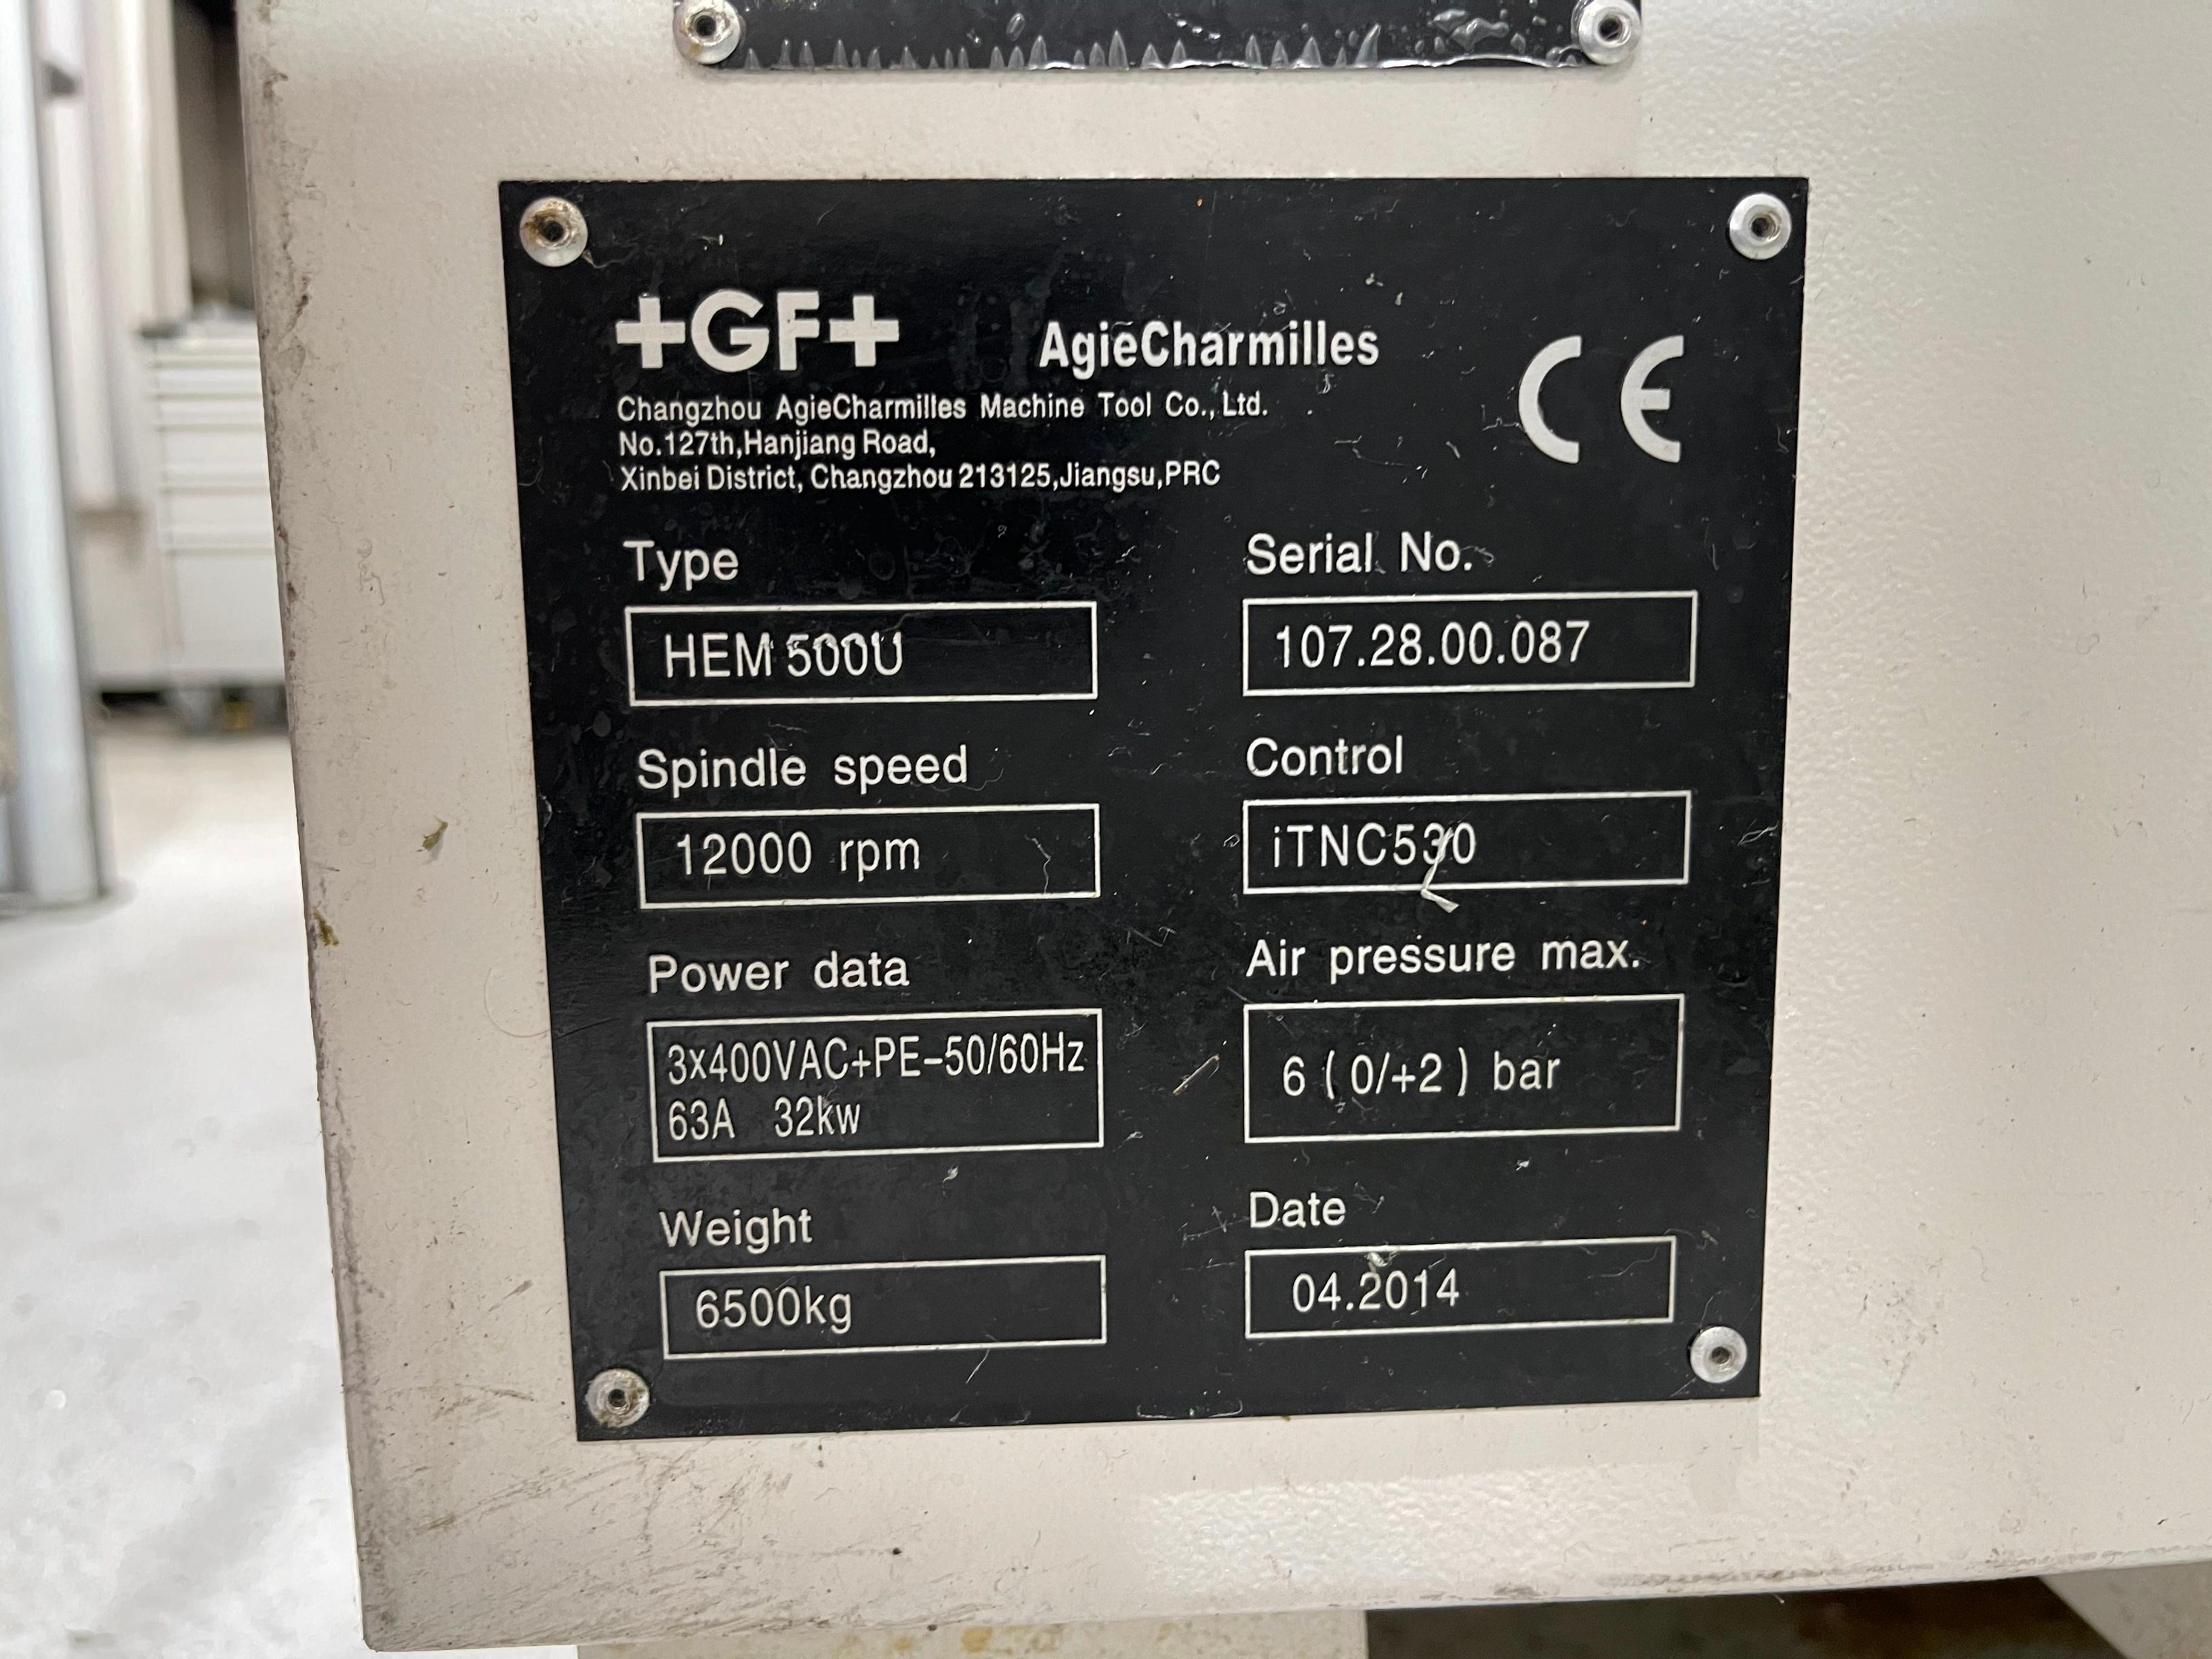 +GF+ AgieCharmilles
CE
Changzhou AgieCharmilles Machine Tool Co., Ltd.
No.127th,Hanjiang Road,
Xinbei District, Changzhou 213125,Jiangsu,PRC
Type
HEM 500U
Serial No.
107.28.00.087
Spindle speed
12000 rpm
Control
iTNC530
Power data
3x400VAC+PE-50/60Hz
63A 32kw
Air pressure max.
6 ( 0/+2 ) bar
Weight
6500kg
Date
04.2014